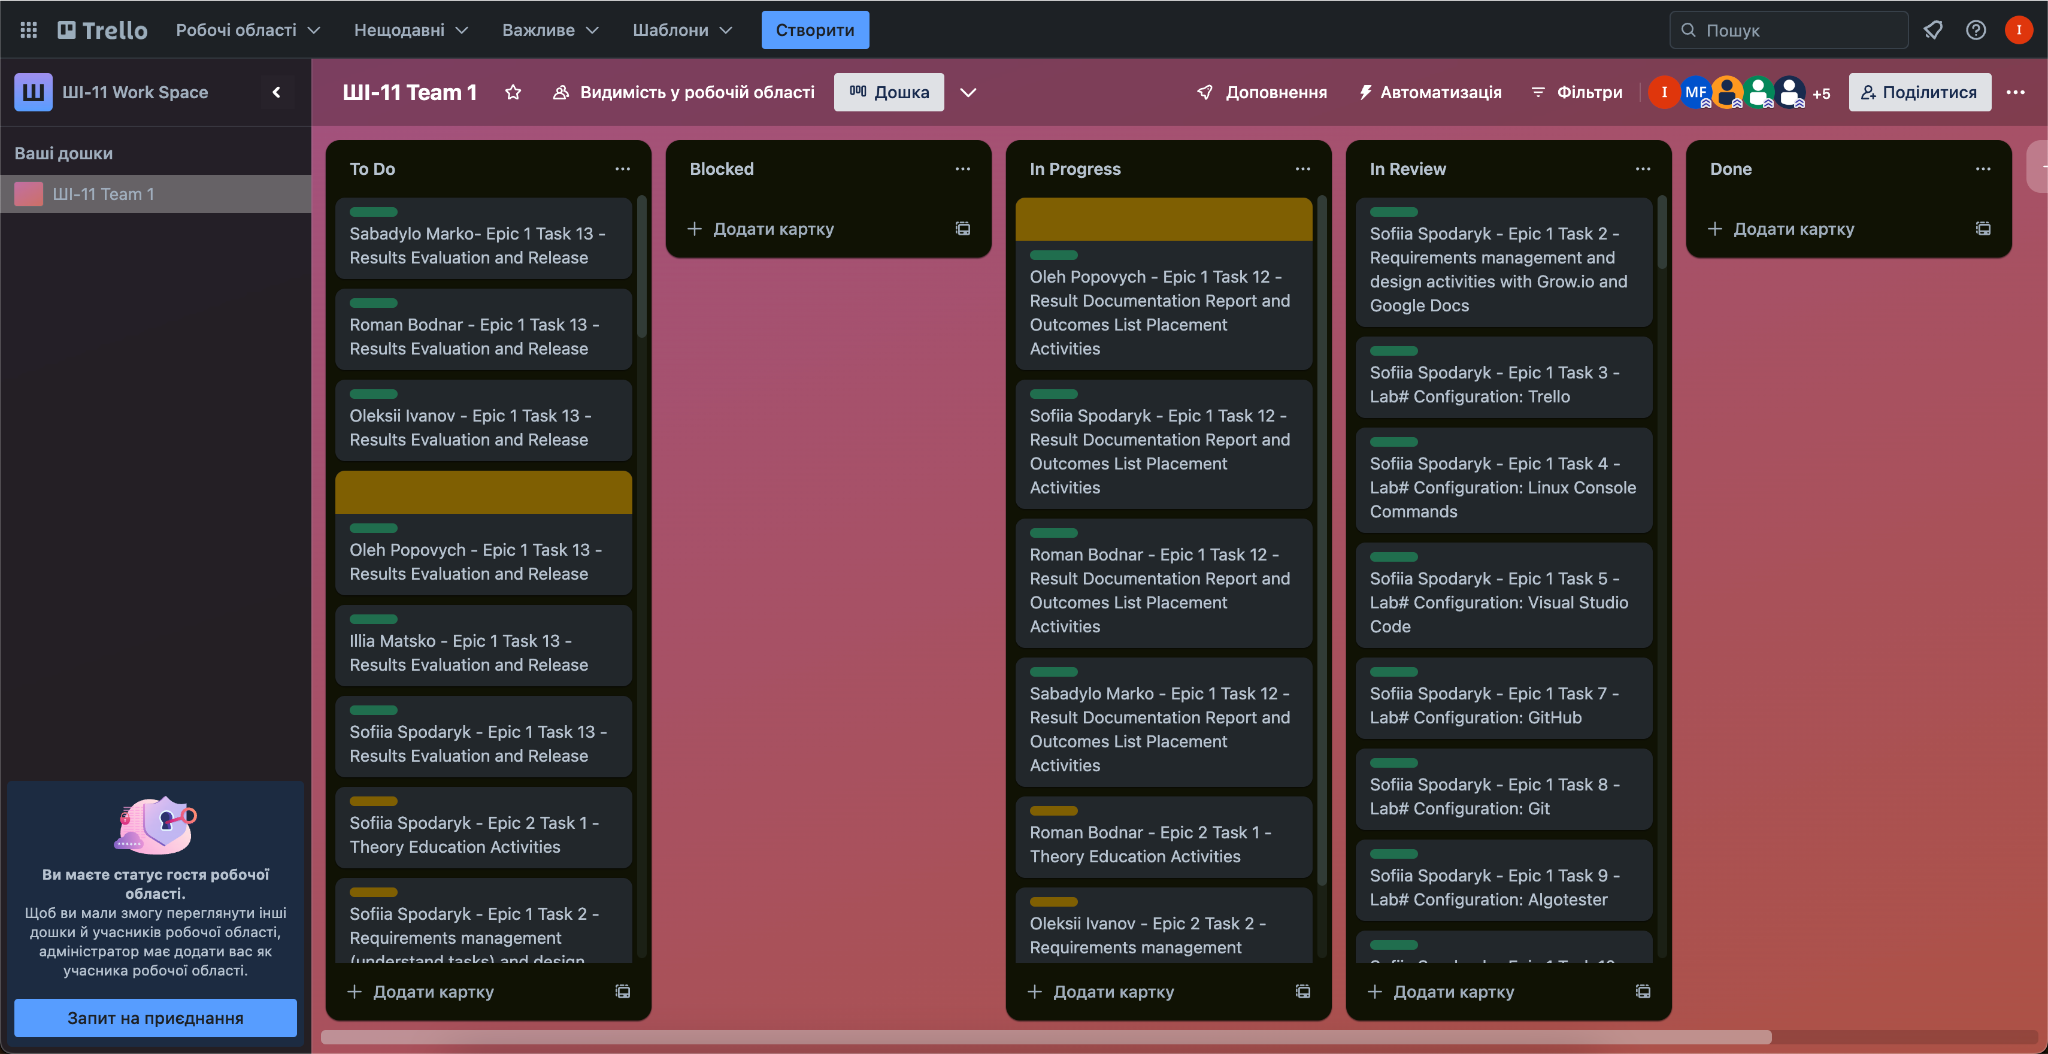 Trello
Робочі області
Нещодавні
Важливе
Шаблони
Створити
Пошук
I
Ш
ШІ-11 Work Space
ШІ-11 Team 1
Видимість у робочій області
Дошка
Доповнення
Автоматизація
Фільтри
I
MF
+5
Поділитися
Ваші дошки
ШІ-11 Team 1
Ви маєте статус гостя робочої
області.
Щоб ви мали змогу переглянути інші
дошки й учасників робочої області,
адміністратор має додати вас як
учасника робочої області.
Запит на приєднання
To Do
Sabadylo Marko- Epic 1 Task 13 -
Results Evaluation and Release
Roman Bodnar - Epic 1 Task 13 -
Results Evaluation and Release
Oleksii Ivanov - Epic 1 Task 13 -
Results Evaluation and Release
Oleh Popovych - Epic 1 Task 13 -
Results Evaluation and Release
Illia Matsko - Epic 1 Task 13 -
Results Evaluation and Release
Sofiia Spodaryk - Epic 1 Task 13 -
Results Evaluation and Release
Sofiia Spodaryk - Epic 2 Task 1 -
Theory Education Activities
Sofiia Spodaryk - Epic 1 Task 2 -
Requirements management
(understand tasks) and design
Додати картку
Blocked
Додати картку
In Progress
Oleh Popovych - Epic 1 Task 12 -
Result Documentation Report and
Outcomes List Placement
Activities
Sofiia Spodaryk - Epic 1 Task 12 -
Result Documentation Report and
Outcomes List Placement
Activities
Roman Bodnar - Epic 1 Task 12 -
Result Documentation Report and
Outcomes List Placement
Activities
Sabadylo Marko - Epic 1 Task 12 -
Result Documentation Report and
Outcomes List Placement
Activities
Roman Bodnar - Epic 2 Task 1 -
Theory Education Activities
Oleksii Ivanov - Epic 2 Task 2 -
Requirements management
Додати картку
In Review
Sofiia Spodaryk - Epic 1 Task 2 -
Requirements management and
design activities with Grow.io and
Google Docs
Sofiia Spodaryk - Epic 1 Task 3 -
Lab# Configuration: Trello
Sofiia Spodaryk - Epic 1 Task 4 -
Lab# Configuration: Linux Console
Commands
Sofiia Spodaryk - Epic 1 Task 5 -
Lab# Configuration: Visual Studio
Code
Sofiia Spodaryk - Epic 1 Task 7 -
Lab# Configuration: GitHub
Sofiia Spodaryk - Epic 1 Task 8 -
Lab# Configuration: Git
Sofiia Spodaryk - Epic 1 Task 9 -
Lab# Configuration: Algotester
Додати картку
Done
Додати картку